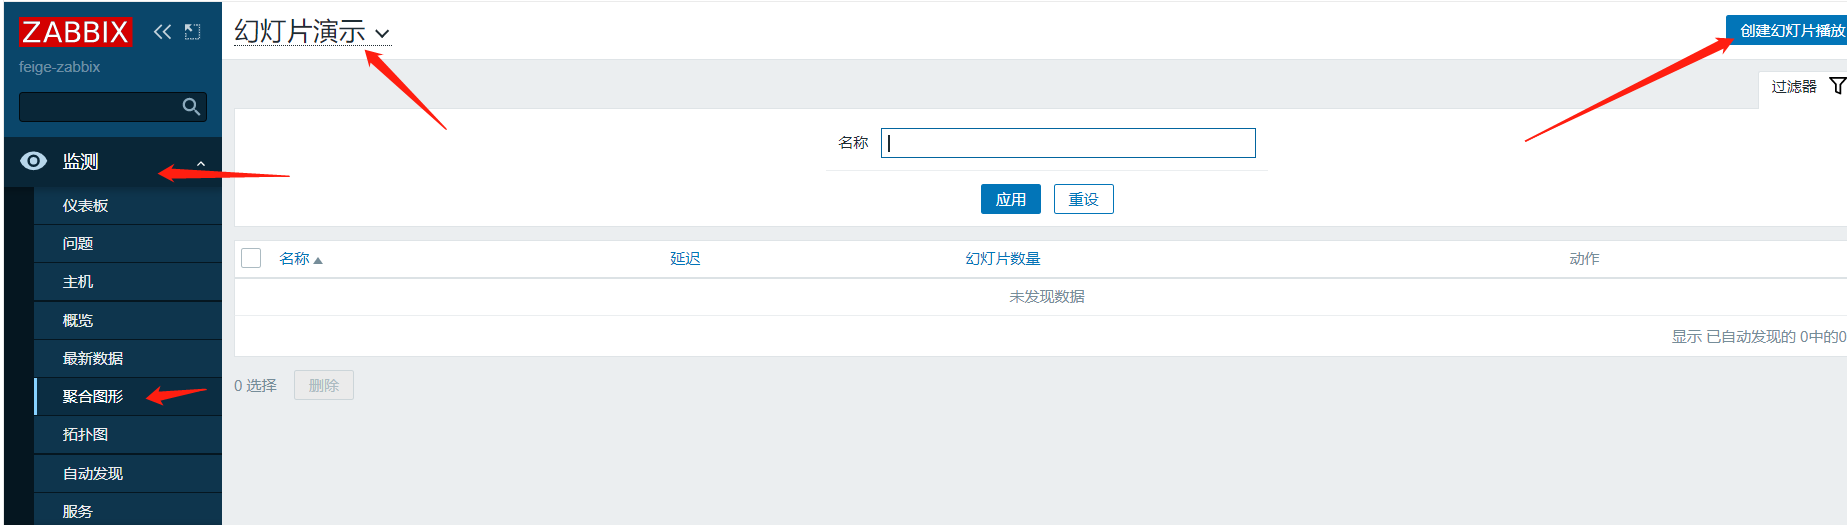 ZABBIX
feige-zabbix
监测
仪表板
问题
主机
概览
最新数据
聚合图形
拓扑图
自动发现
服务
幻灯片演示
创建幻灯片播放
过滤器
名称
应用 重设
名称 延迟 幻灯片数量 动作
未发现数据
显示 已自动发现的 0中的0
0 选择 删除